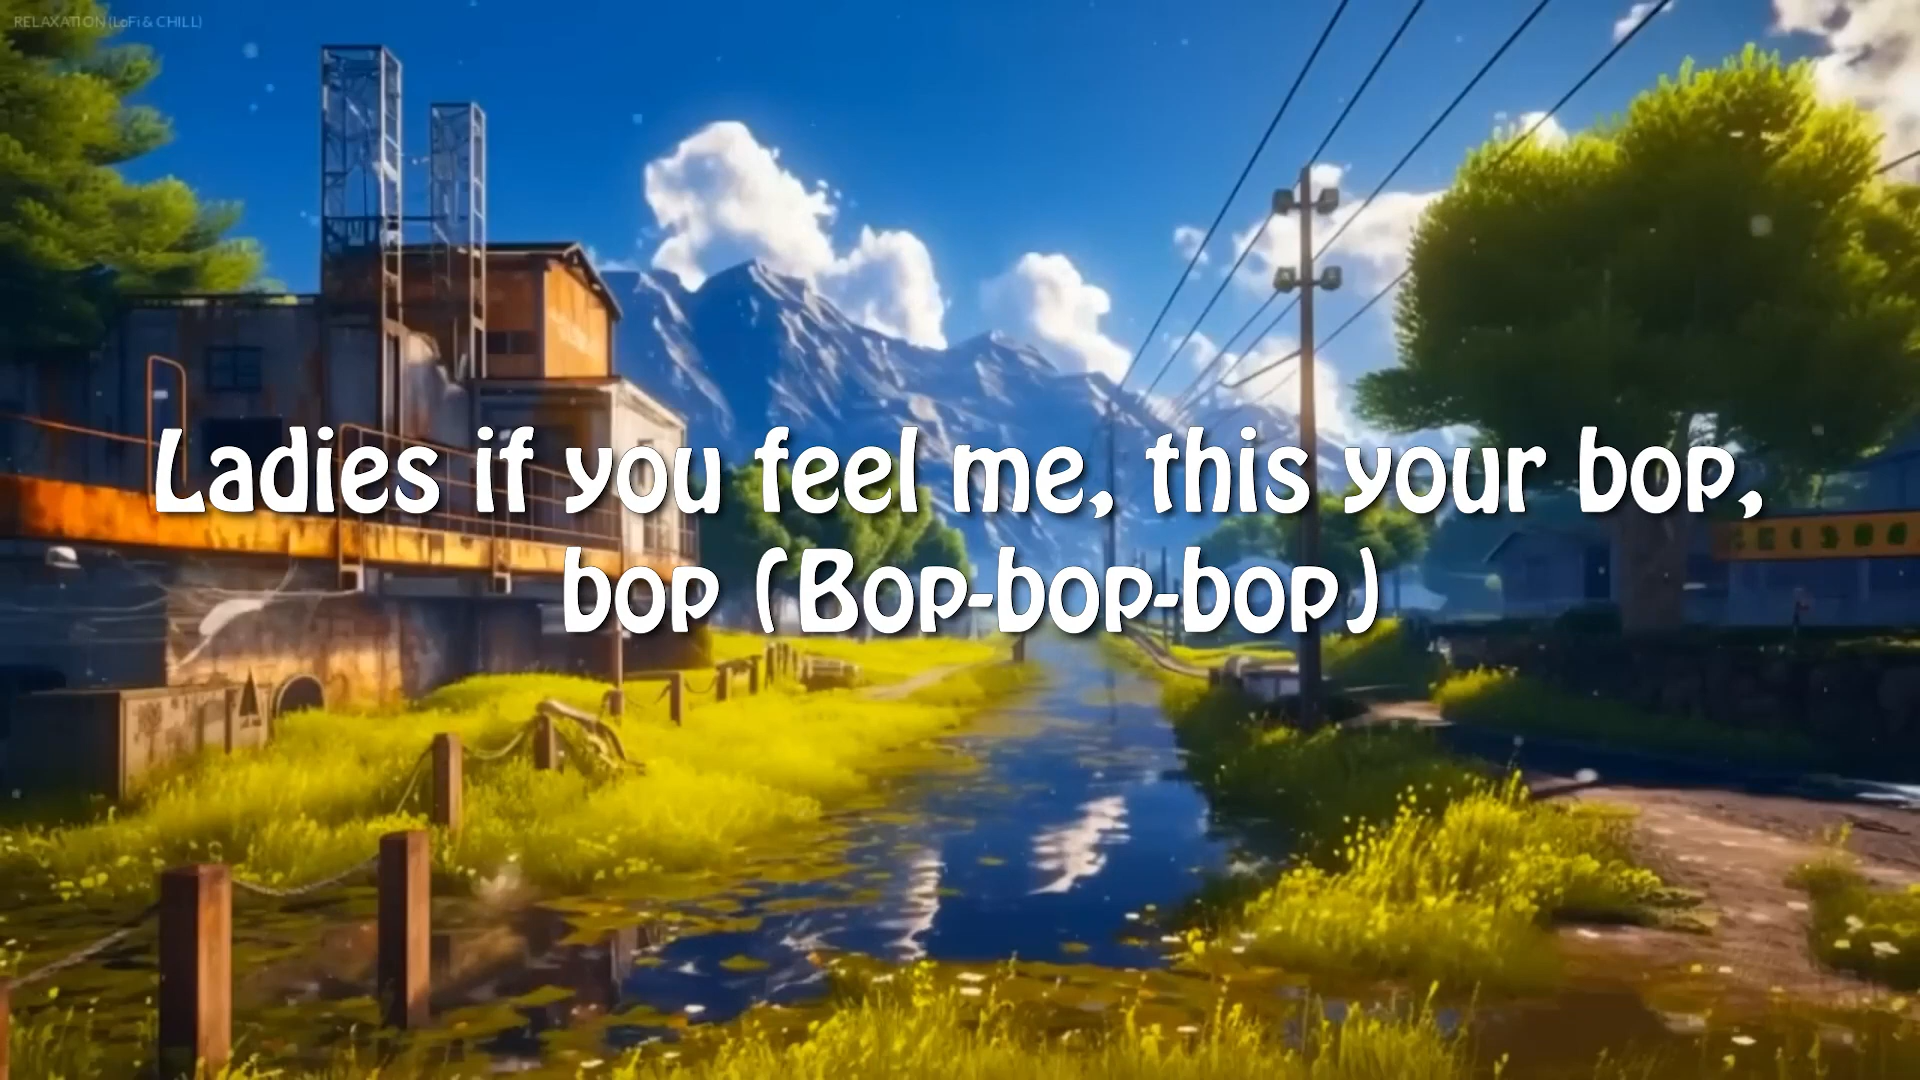 RELAXATION (LoFi & CHILL)
Ladies if you feel me, this your bop,
bop (Bop-bop-bop)